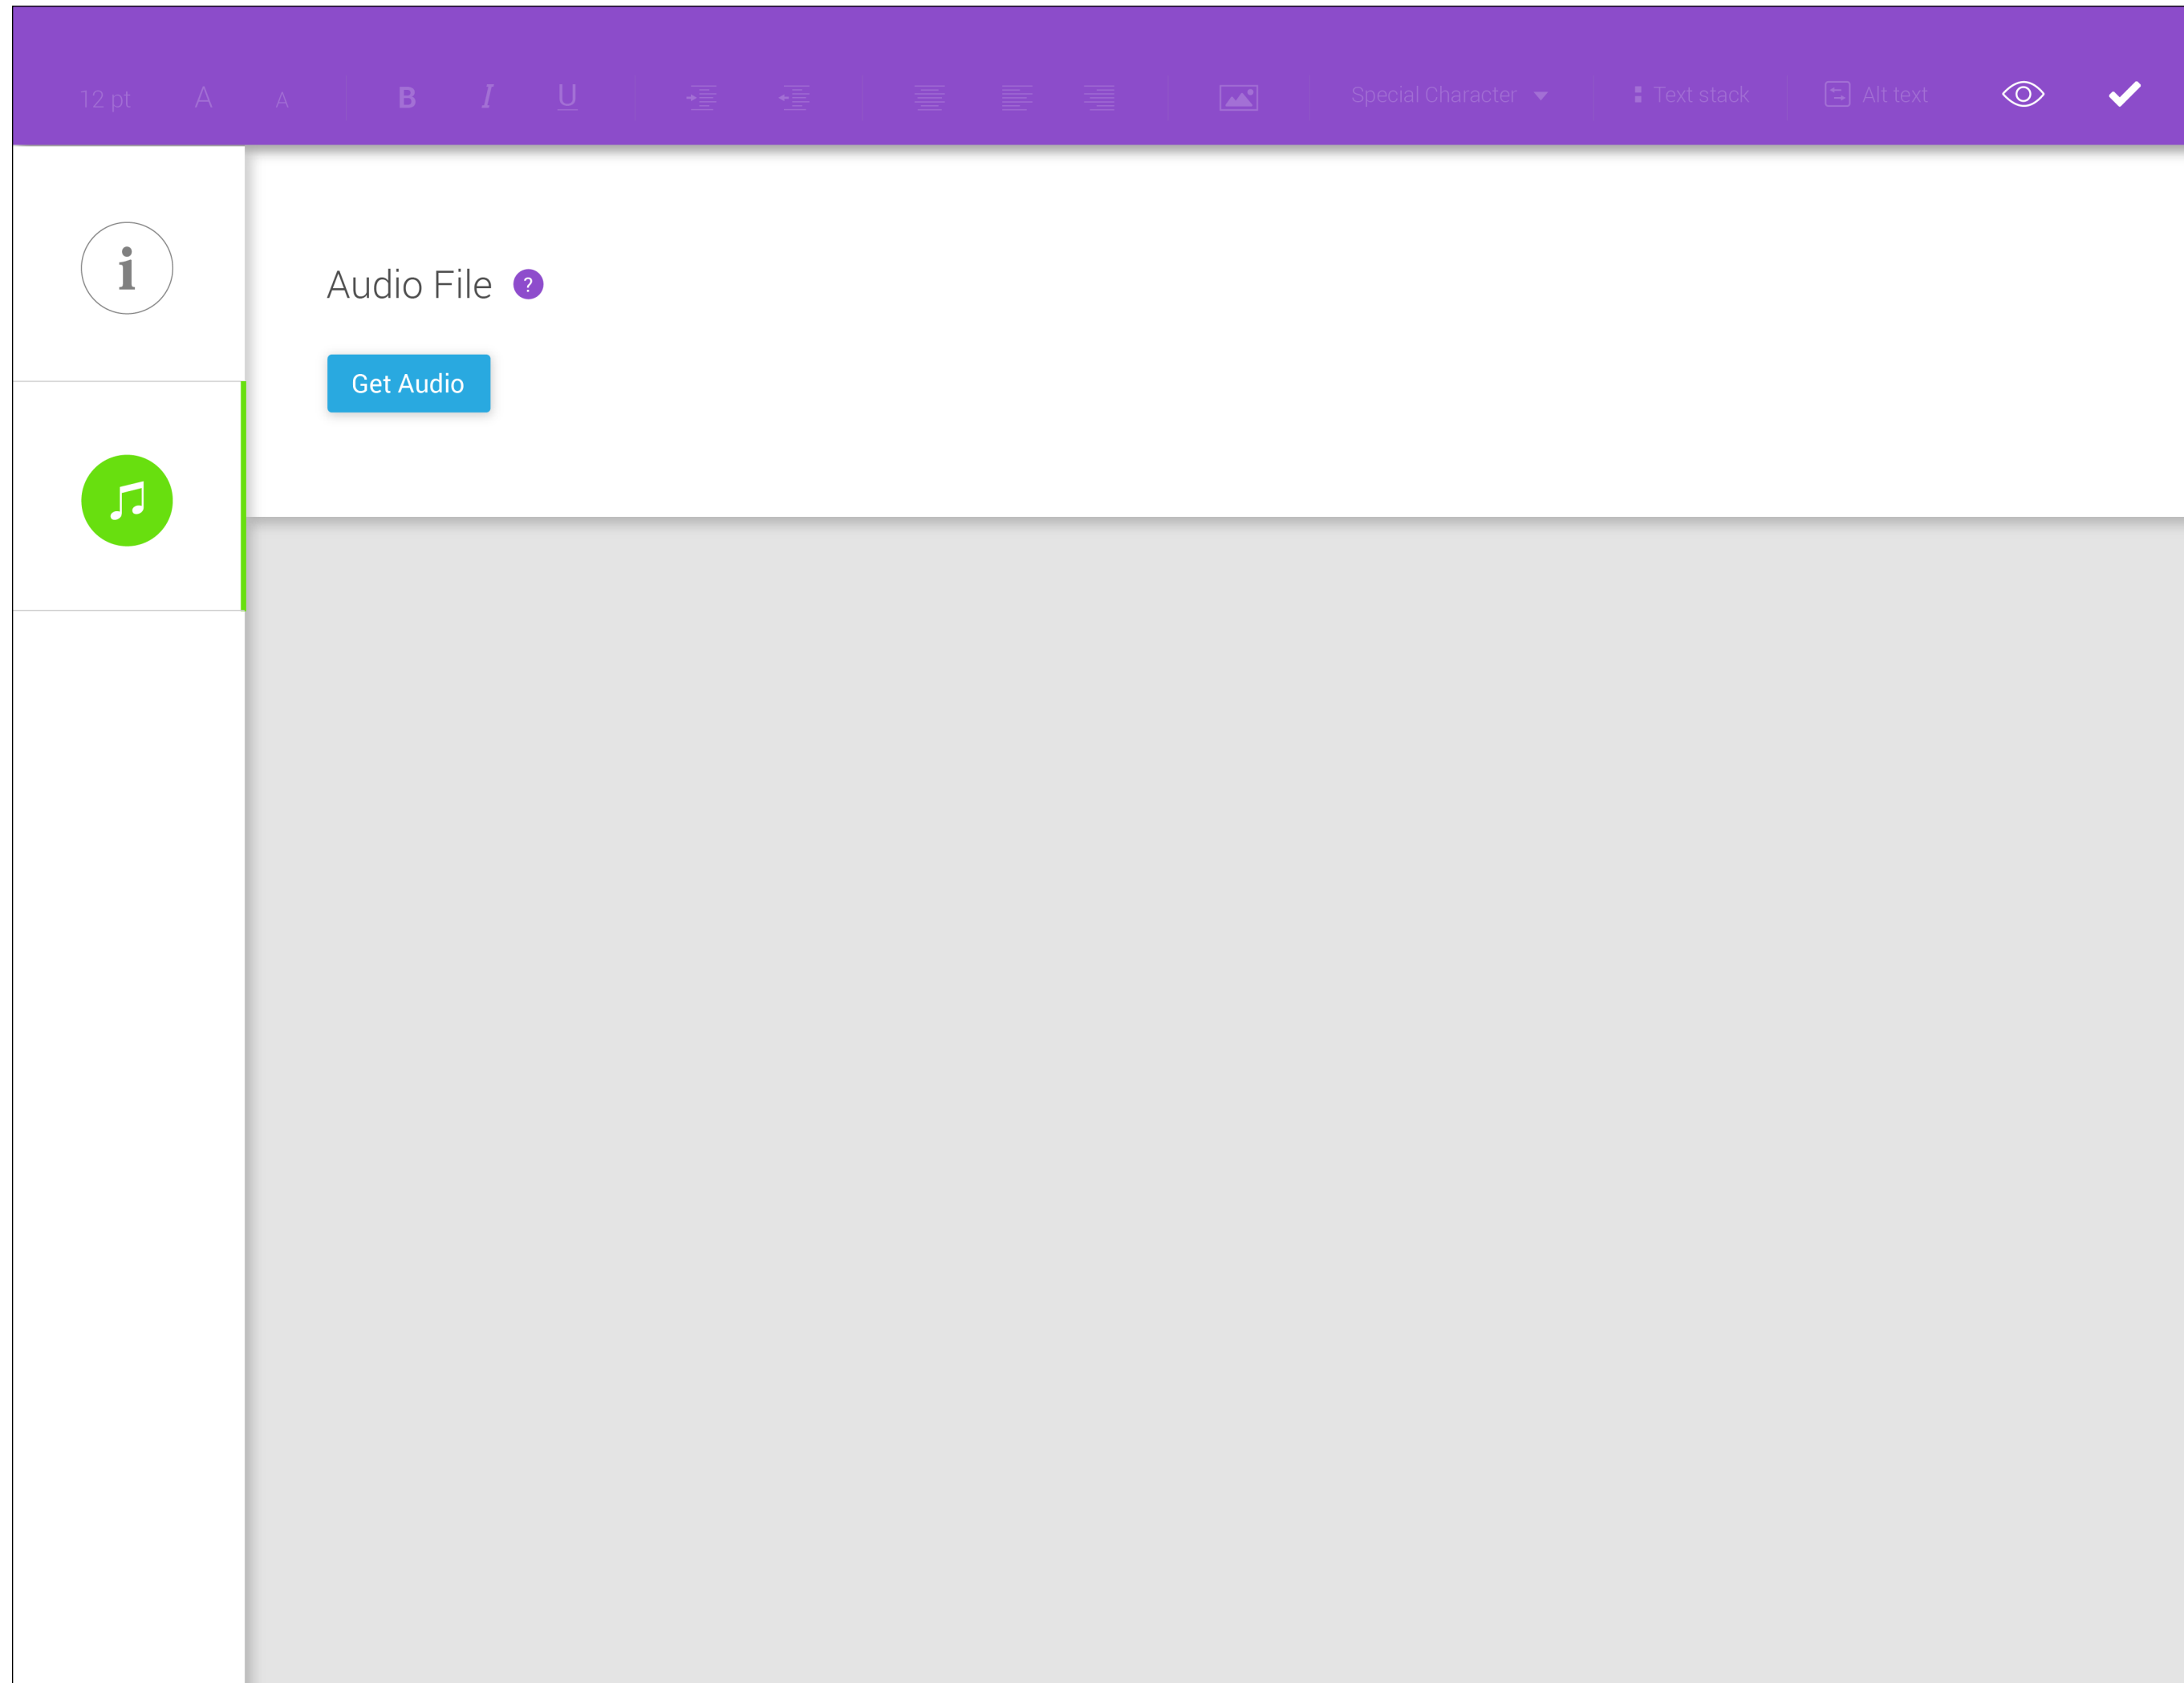 12 pt A A B I U Special Character Text stack Alt text
i
Audio File ?
Get Audio